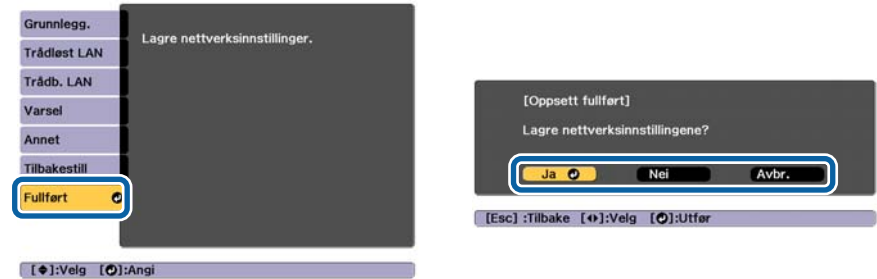 Grunnlegg.
Trådløst LAN
Trådb. LAN
Varsel
Annet
Tilbakestill
Fullført
Lagre nettverksinnstillinger.
[◆]:Velg [⏎]:Angi
[Oppsett fullført]
Lagre nettverksinnstillingene?
Ja Nei Avbr.
[Esc] :Tilbake [◀▶]:Velg [⏎]:Utfør